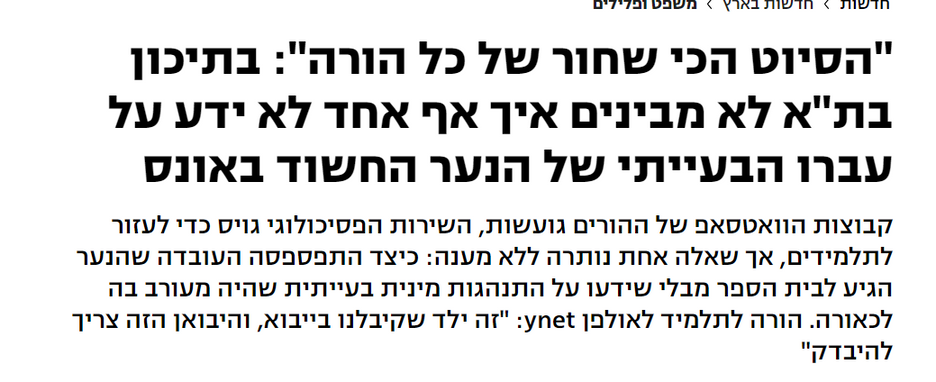 חדשות > חדשות בארץ > משפט ופלילים
"הסיוט הכי שחור של כל הורה": בתיכון
בת"א לא מבינים איך אף אחד לא ידע על
עברו הבעייתי של הנער החשוד באונס
קבוצות הוואטסאפ של ההורים גועשות, השירות הפסיכולוגי גויס כדי לעזור
לתלמידים, אך שאלה אחת נותרה ללא מענה: כיצד התפספסה העובדה שהנער
הגיע לבית הספר מבלי שידעו על התנהגות מינית בעייתית שהיה מעורב בה
לכאורה. הורה לתלמיד לאולפן ynet: "זה ילד שקיבלנו בייבוא, והיבואן הזה צריך
להיבדק"